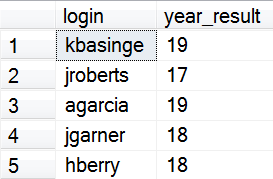 login year_result
1 kbasinge 19
2 jroberts 17
3 agarcia 19
4 jgarner 18
5 hberry 18